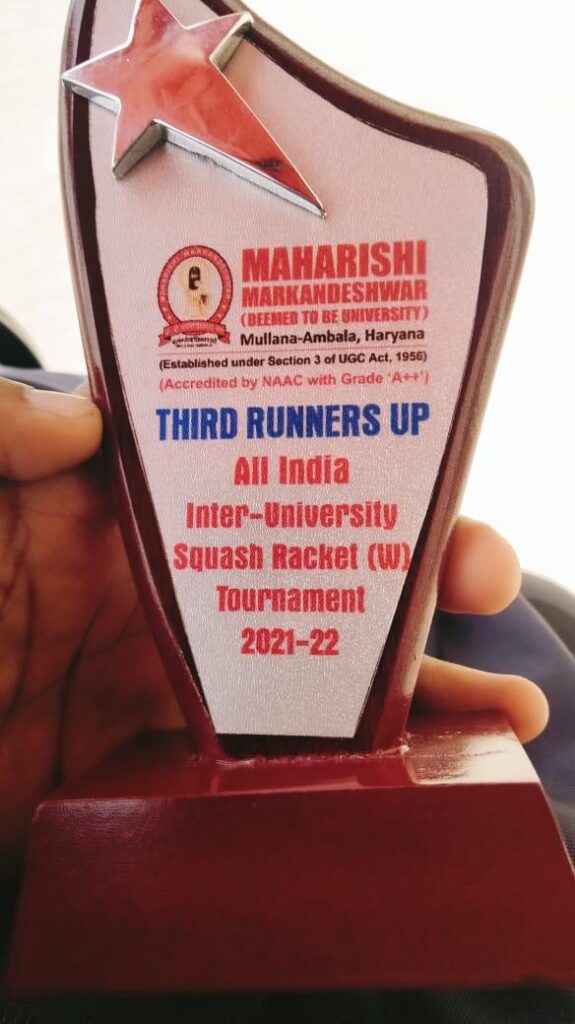 MAHARISHI
MARKANDESHWAR
(DEEMED TO BE UNIVERSITY)
Mullana-Ambala, Haryana
(Established under Section 3 of UGC Act, 1956)
(Accredited by NAAC with Grade ‘A++’)
THIRD RUNNERS UP
All India
Inter-University
Squash Racket (W)
Tournament
2021-22